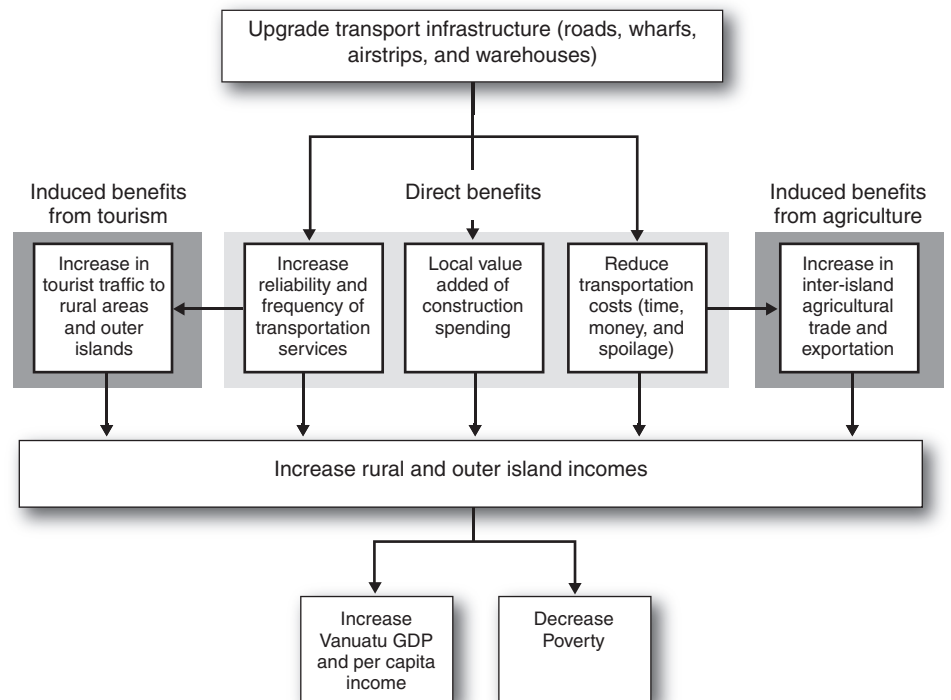 Upgrade transport infrastructure (roads, wharfs,
airstrips, and warehouses)
Induced benefits
from tourism
Direct benefits
Induced benefits
from agriculture
Increase in
tourist traffic to
rural areas
and outer
islands
Increase
reliability and
frequency of
transportation
services
Local value
added of
construction
spending
Reduce
transportation
costs (time,
money, and
spoilage)
Increase in
inter-island
agricultural
trade and
exportation
Increase rural and outer island incomes
Increase
Vanuatu GDP
and per capita
income
Decrease
Poverty